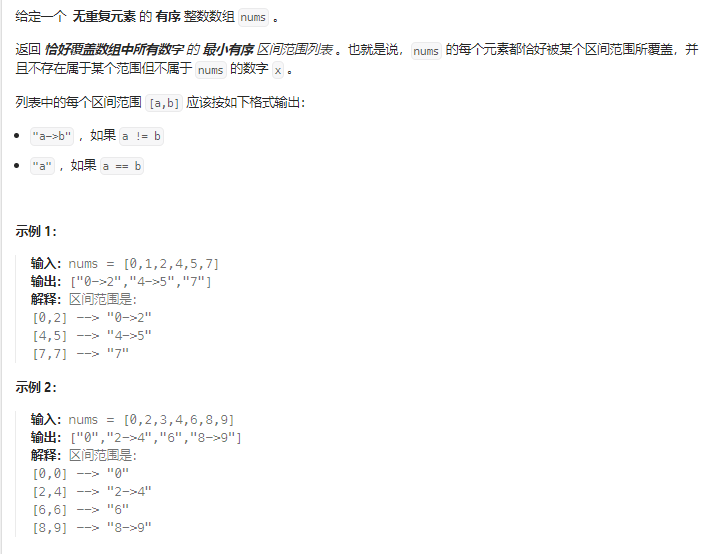 给定一个 无重复元素 的 有序 整数数组 nums 。
返回 恰好覆盖数组中所有数字 的 最小有序 区间范围列表 。也就是说， nums 的每个元素都恰好被某个区间范围所覆盖，并
且不存在属于某个范围但不属于 nums 的数字 x 。
列表中的每个区间范围 [a,b] 应该按如下格式输出：
• "a->b" ，如果 a != b
• "a" ，如果 a == b
示例 1：
输入：nums = [0,1,2,4,5,7]
输出：["0->2","4->5","7"]
解释：区间范围是：
[0,2] --> "0->2"
[4,5] --> "4->5"
[7,7] --> "7"
示例 2：
输入：nums = [0,2,3,4,6,8,9]
输出：["0","2->4","6","8->9"]
解释：区间范围是：
[0,0] --> "0"
[2,4] --> "2->4"
[6,6] --> "6"
[8,9] --> "8->9"